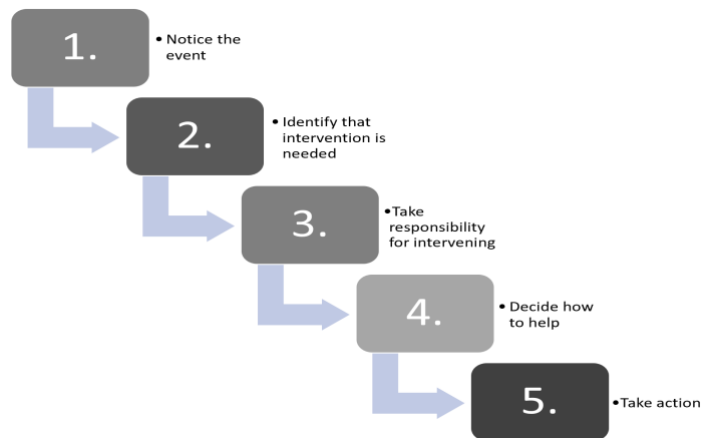 1.
• Notice the
event
2.
• Identify that
intervention is
needed
3.
•Take
responsibility
for intervening
4.
• Decide how
to help
5.
•Take action